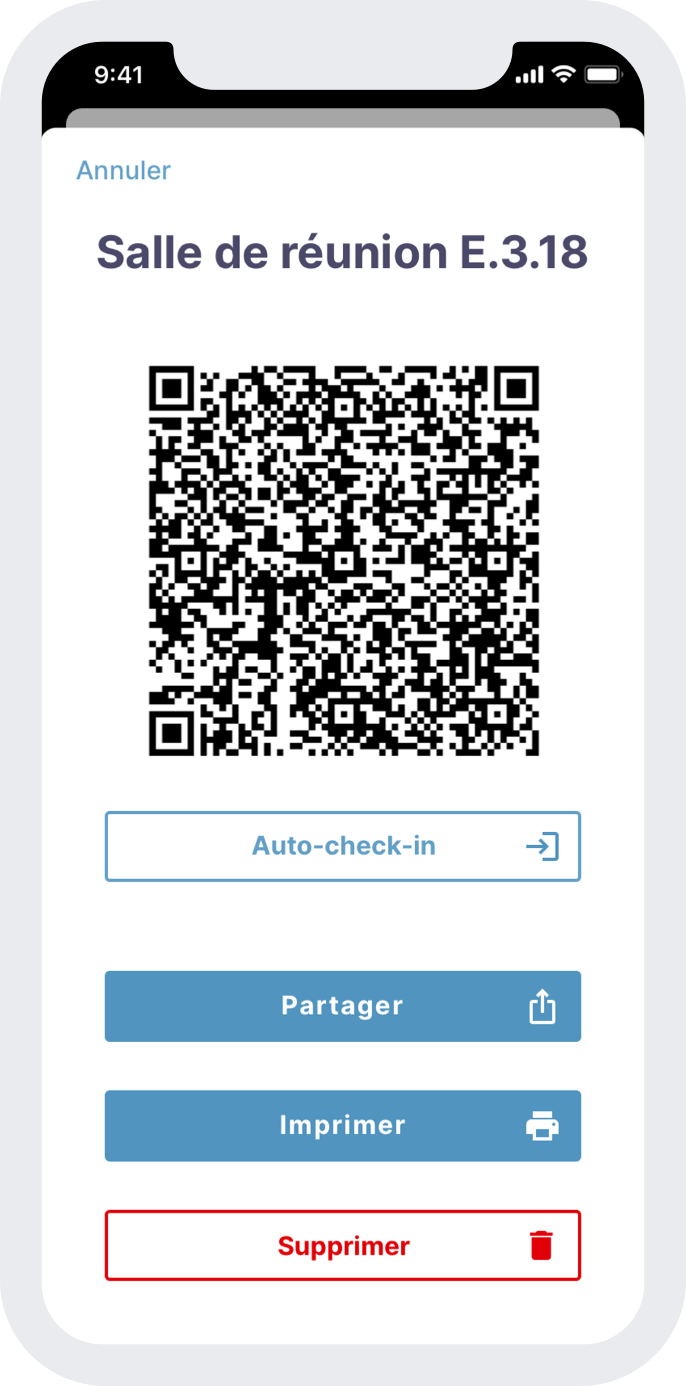 9:41
Annuler
Salle de réunion E.3.18
Auto-check-in
Partager
Imprimer
Supprimer